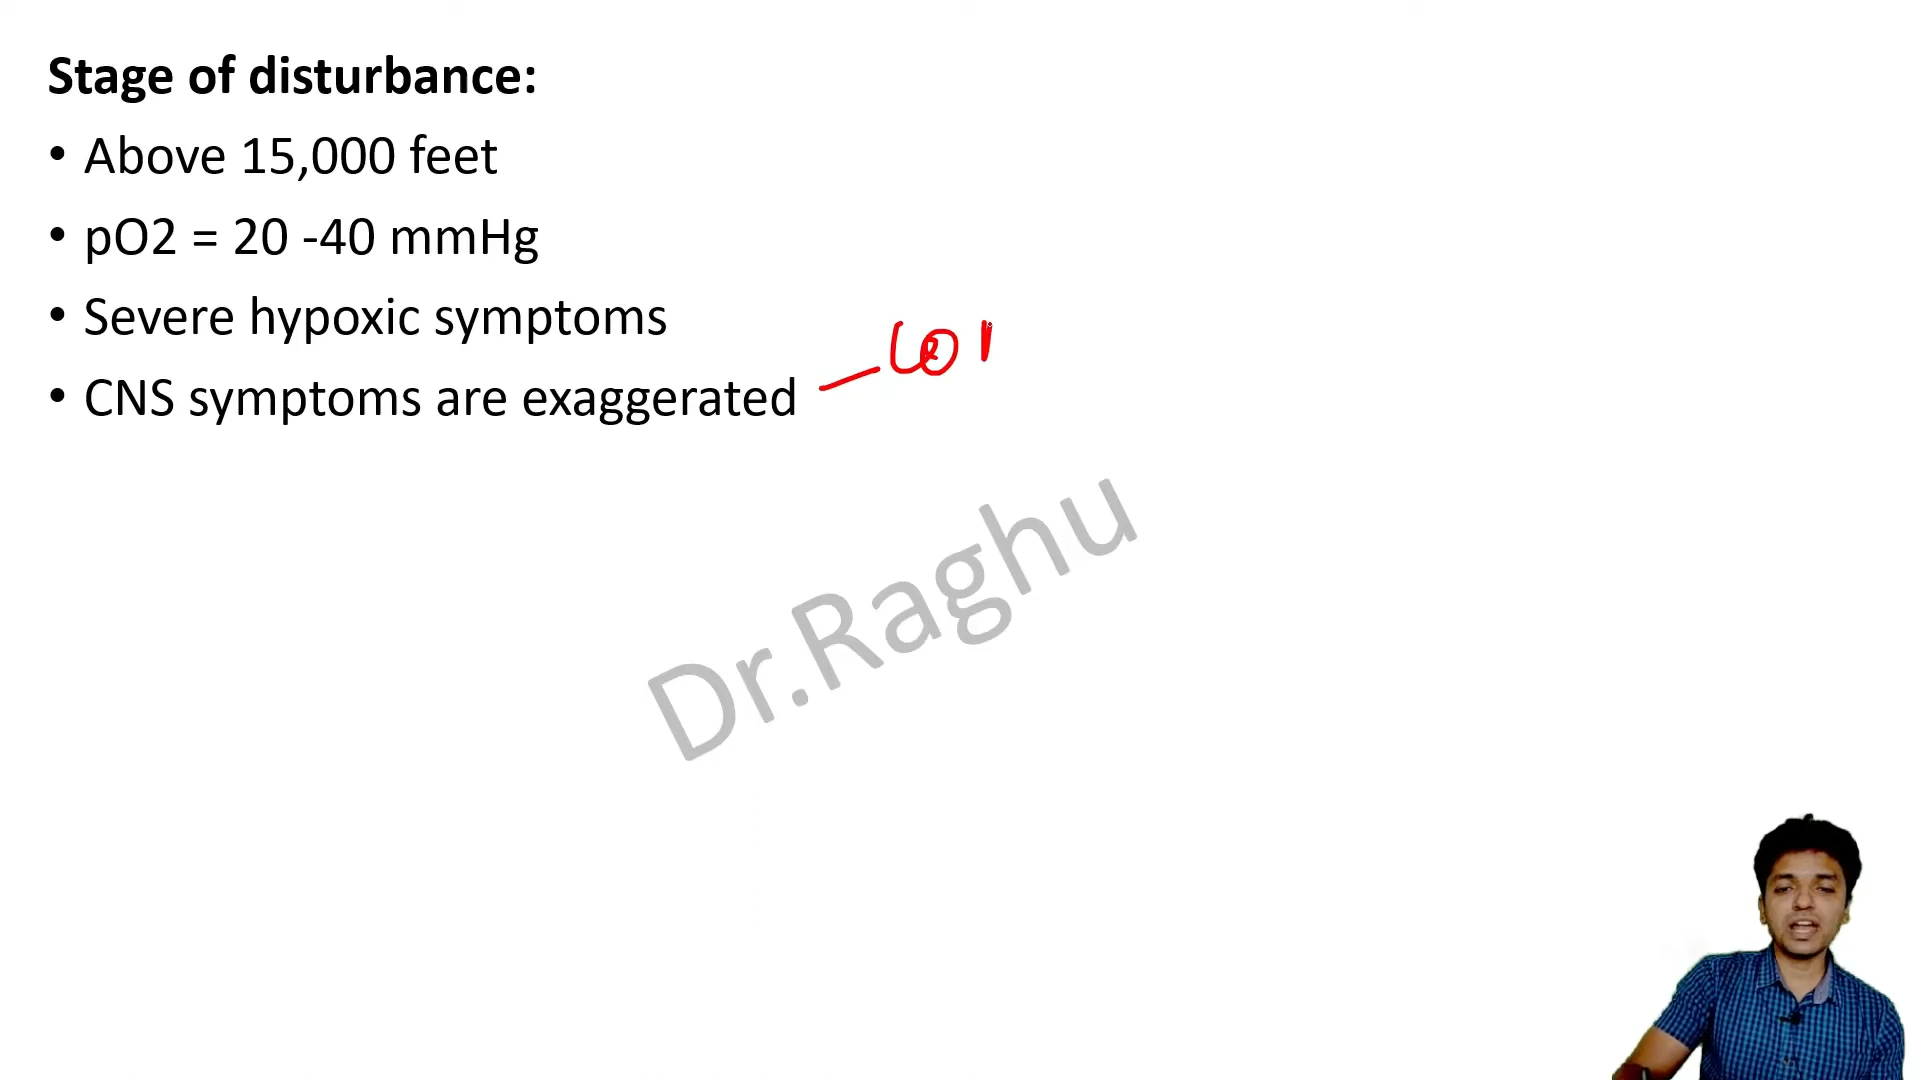 Stage of disturbance:
• Above 15,000 feet
• pO2 = 20 -40 mmHg
• Severe hypoxic symptoms
• CNS symptoms are exaggerated
Dr.Raghu